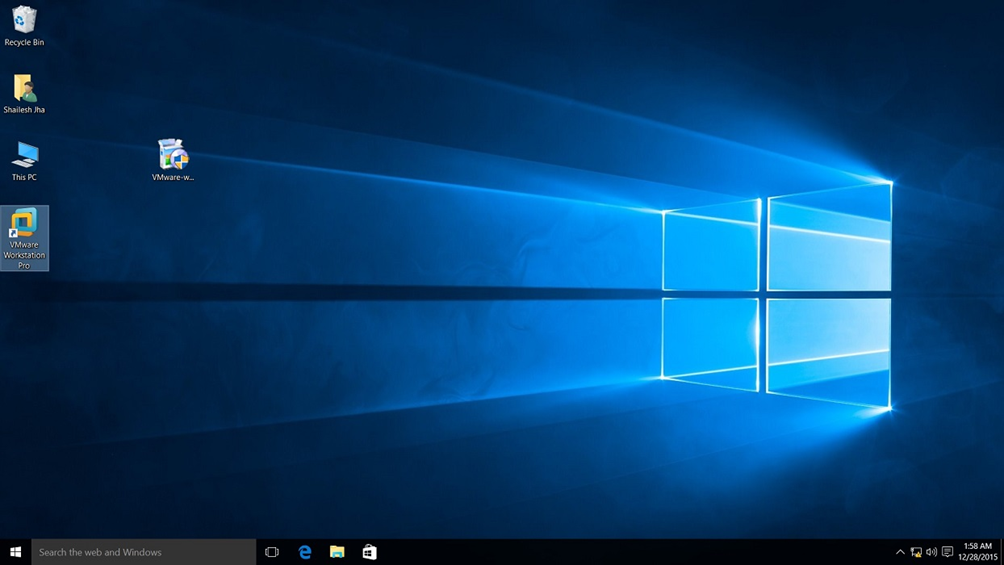 Recycle Bin
Shailesh Jha
This PC
VMware-w...
VMware
Workstation
Pro
Search the web and Windows
1:58 AM
12/28/2015